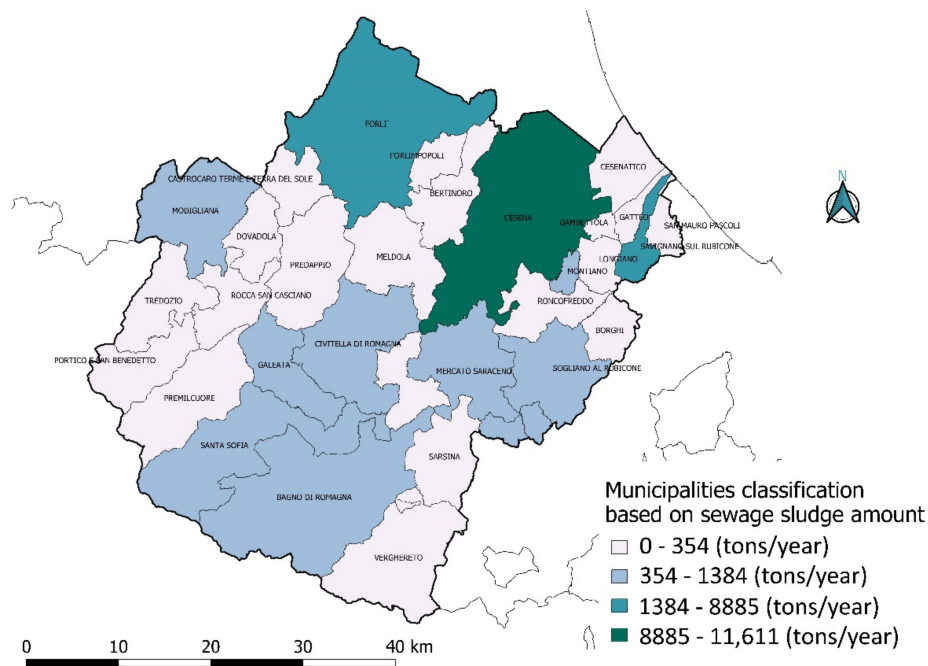 FORLI'
FORLIMPOPOLI
CESENATICO
CASTROCARO TERME E TERRA DEL SOLE
BERTINORO
MODIGLIANA
CESENA
GAMBETTOLA
GATTEO
SAN MAURO PASCOLI
DOVADOLA
SAVIGNANO SUL RUBICONE
MELDOLA
LONGIANO
PREDAPPIO
MONTIANO
TREDOZIO
ROCCA SAN CASCIANO
RONCOFREDDO
BORGHI
CIVITELLA DI ROMAGNA
PORTICO E SAN BENEDETTO
GALEATA
MERCATO SARACENO
SOGLIANO AL RUBICONE
PREMILCUORE
SANTA SOFIA
SARSINA
BAGNO DI ROMAGNA
VERGHERETO
N
Municipalities classification
based on sewage sludge amount
0 - 354 (tons/year)
354 - 1384 (tons/year)
1384 - 8885 (tons/year)
8885 - 11,611 (tons/year)
0 10 20 30 40 km